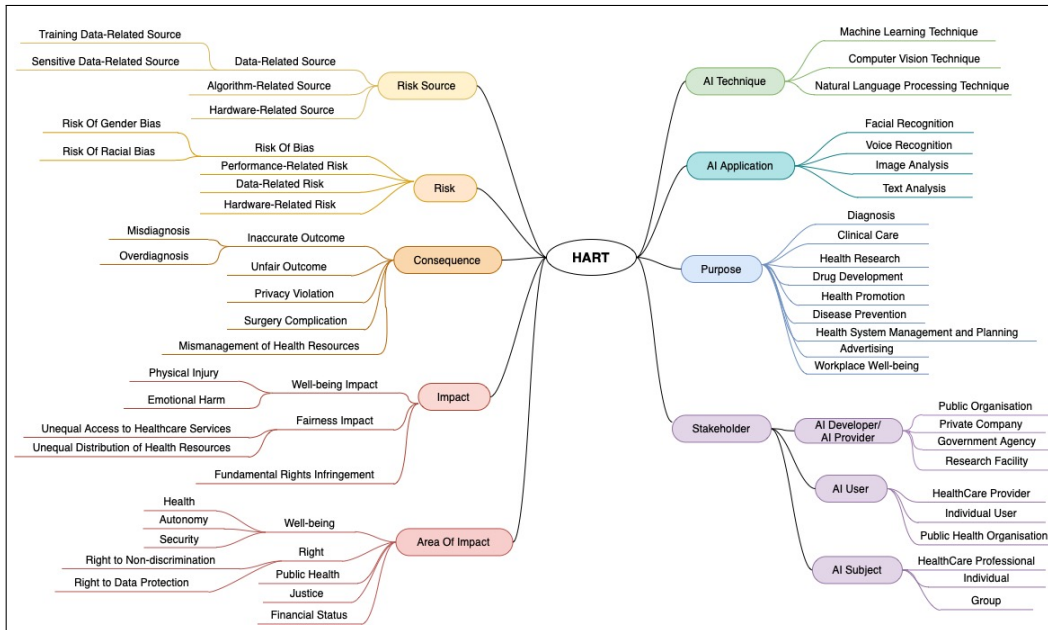 Training Data-Related Source
Sensitive Data-Related Source
Data-Related Source
Algorithm-Related Source
Hardware-Related Source
Risk Source
Risk Of Gender Bias
Risk Of Racial Bias
Risk Of Bias
Performance-Related Risk
Data-Related Risk
Hardware-Related Risk
Risk
Misdiagnosis
Overdiagnosis
Inaccurate Outcome
Unfair Outcome
Privacy Violation
Surgery Complication
Mismanagement of Health Resources
Consequence
Physical Injury
Emotional Harm
Well-being Impact
Unequal Access to Healthcare Services
Unequal Distribution of Health Resources
Fairness Impact
Fundamental Rights Infringement
Impact
Health
Autonomy
Security
Well-being
Right to Non-discrimination
Right to Data Protection
Right
Public Health
Justice
Financial Status
Area Of Impact
HART
AI Technique
Machine Learning Technique
Computer Vision Technique
Natural Language Processing Technique
AI Application
Facial Recognition
Voice Recognition
Image Analysis
Text Analysis
Purpose
Diagnosis
Clinical Care
Health Research
Drug Development
Health Promotion
Disease Prevention
Health System Management and Planning
Advertising
Workplace Well-being
Stakeholder
AI Developer/
AI Provider
Public Organisation
Private Company
Government Agency
Research Facility
AI User
HealthCare Provider
Individual User
Public Health Organisation
AI Subject
HealthCare Professional
Individual
Group